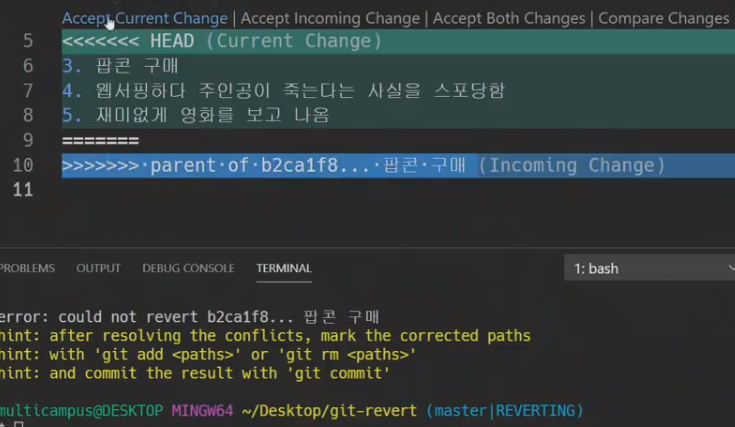 Accept Current Change | Accept Incoming Change | Accept Both Changes | Compare Changes
5 <<<<<<< HEAD (Current Change)
6 3. 팝콘 구매
7 4. 웹서핑하다 주인공이 죽는다는 사실을 스포당함
8 5. 재미없게 영화를 보고 나옴
9 =======
10 >>>>>>>·parent·of·b2ca1f8...·팝콘·구매 (Incoming Change)
11
PROBLEMS OUTPUT DEBUG CONSOLE TERMINAL 1: bash
error: could not revert b2ca1f8... 팝콘 구매
hint: after resolving the conflicts, mark the corrected paths
hint: with 'git add <paths>' or 'git rm <paths>'
hint: and commit the result with 'git commit'
multicampus@DESKTOP MINGW64 ~/Desktop/git-revert (master|REVERTING)